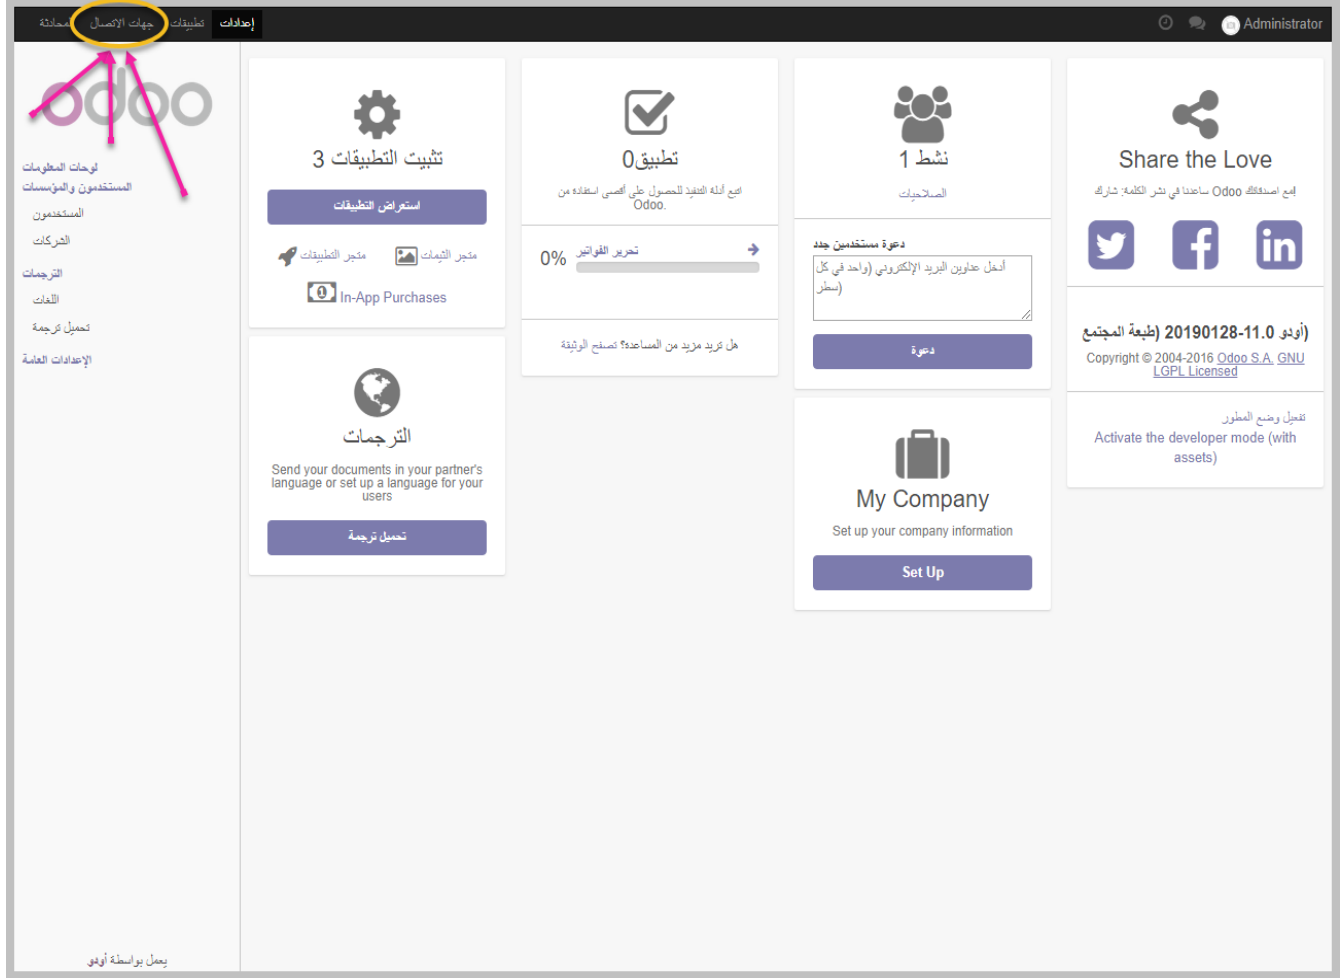 المحادثة
جهات الاتصال
تطبيقات
إعدادات
Administrator
odoo
لوحات المعلومات
المستخدمون والمؤسسات
المستخدمون
الشركات
الترجمات
اللغات
تحميل ترجمة
الإعدادات العامة
يعمل بواسطة أودو
تثبيت التطبيقات 3
استعراض التطبيقات
متجر التطبيقات
متجر الثيمات
In-App Purchases
الترجمات
Send your documents in your partner's
language or set up a language for your
users
تحميل ترجمة
تطبيق0
اتبع أدلة التنفيذ للحصول على أقصى استفادة من
Odoo.
0%
تحرير الفواتير
هل تريد مزيد من المساعدة؟ تصفح الوثيقة
نشط 1
الصلاحيات
دعوة مستخدمين جدد
أدخل عناوين البريد الإلكتروني (واحد في كل
(سطر
دعوة
My Company
Set up your company information
Set Up
Share the Love
إمع اصدقائك Odoo ساعدنا في نشر الكلمة: شارك
(أودو 11.0-20190128 (طبعة المجتمع
Copyright © 2004-2016 Odoo S.A. GNU
LGPL Licensed
تفعيل وضع المطور
Activate the developer mode (with
assets)